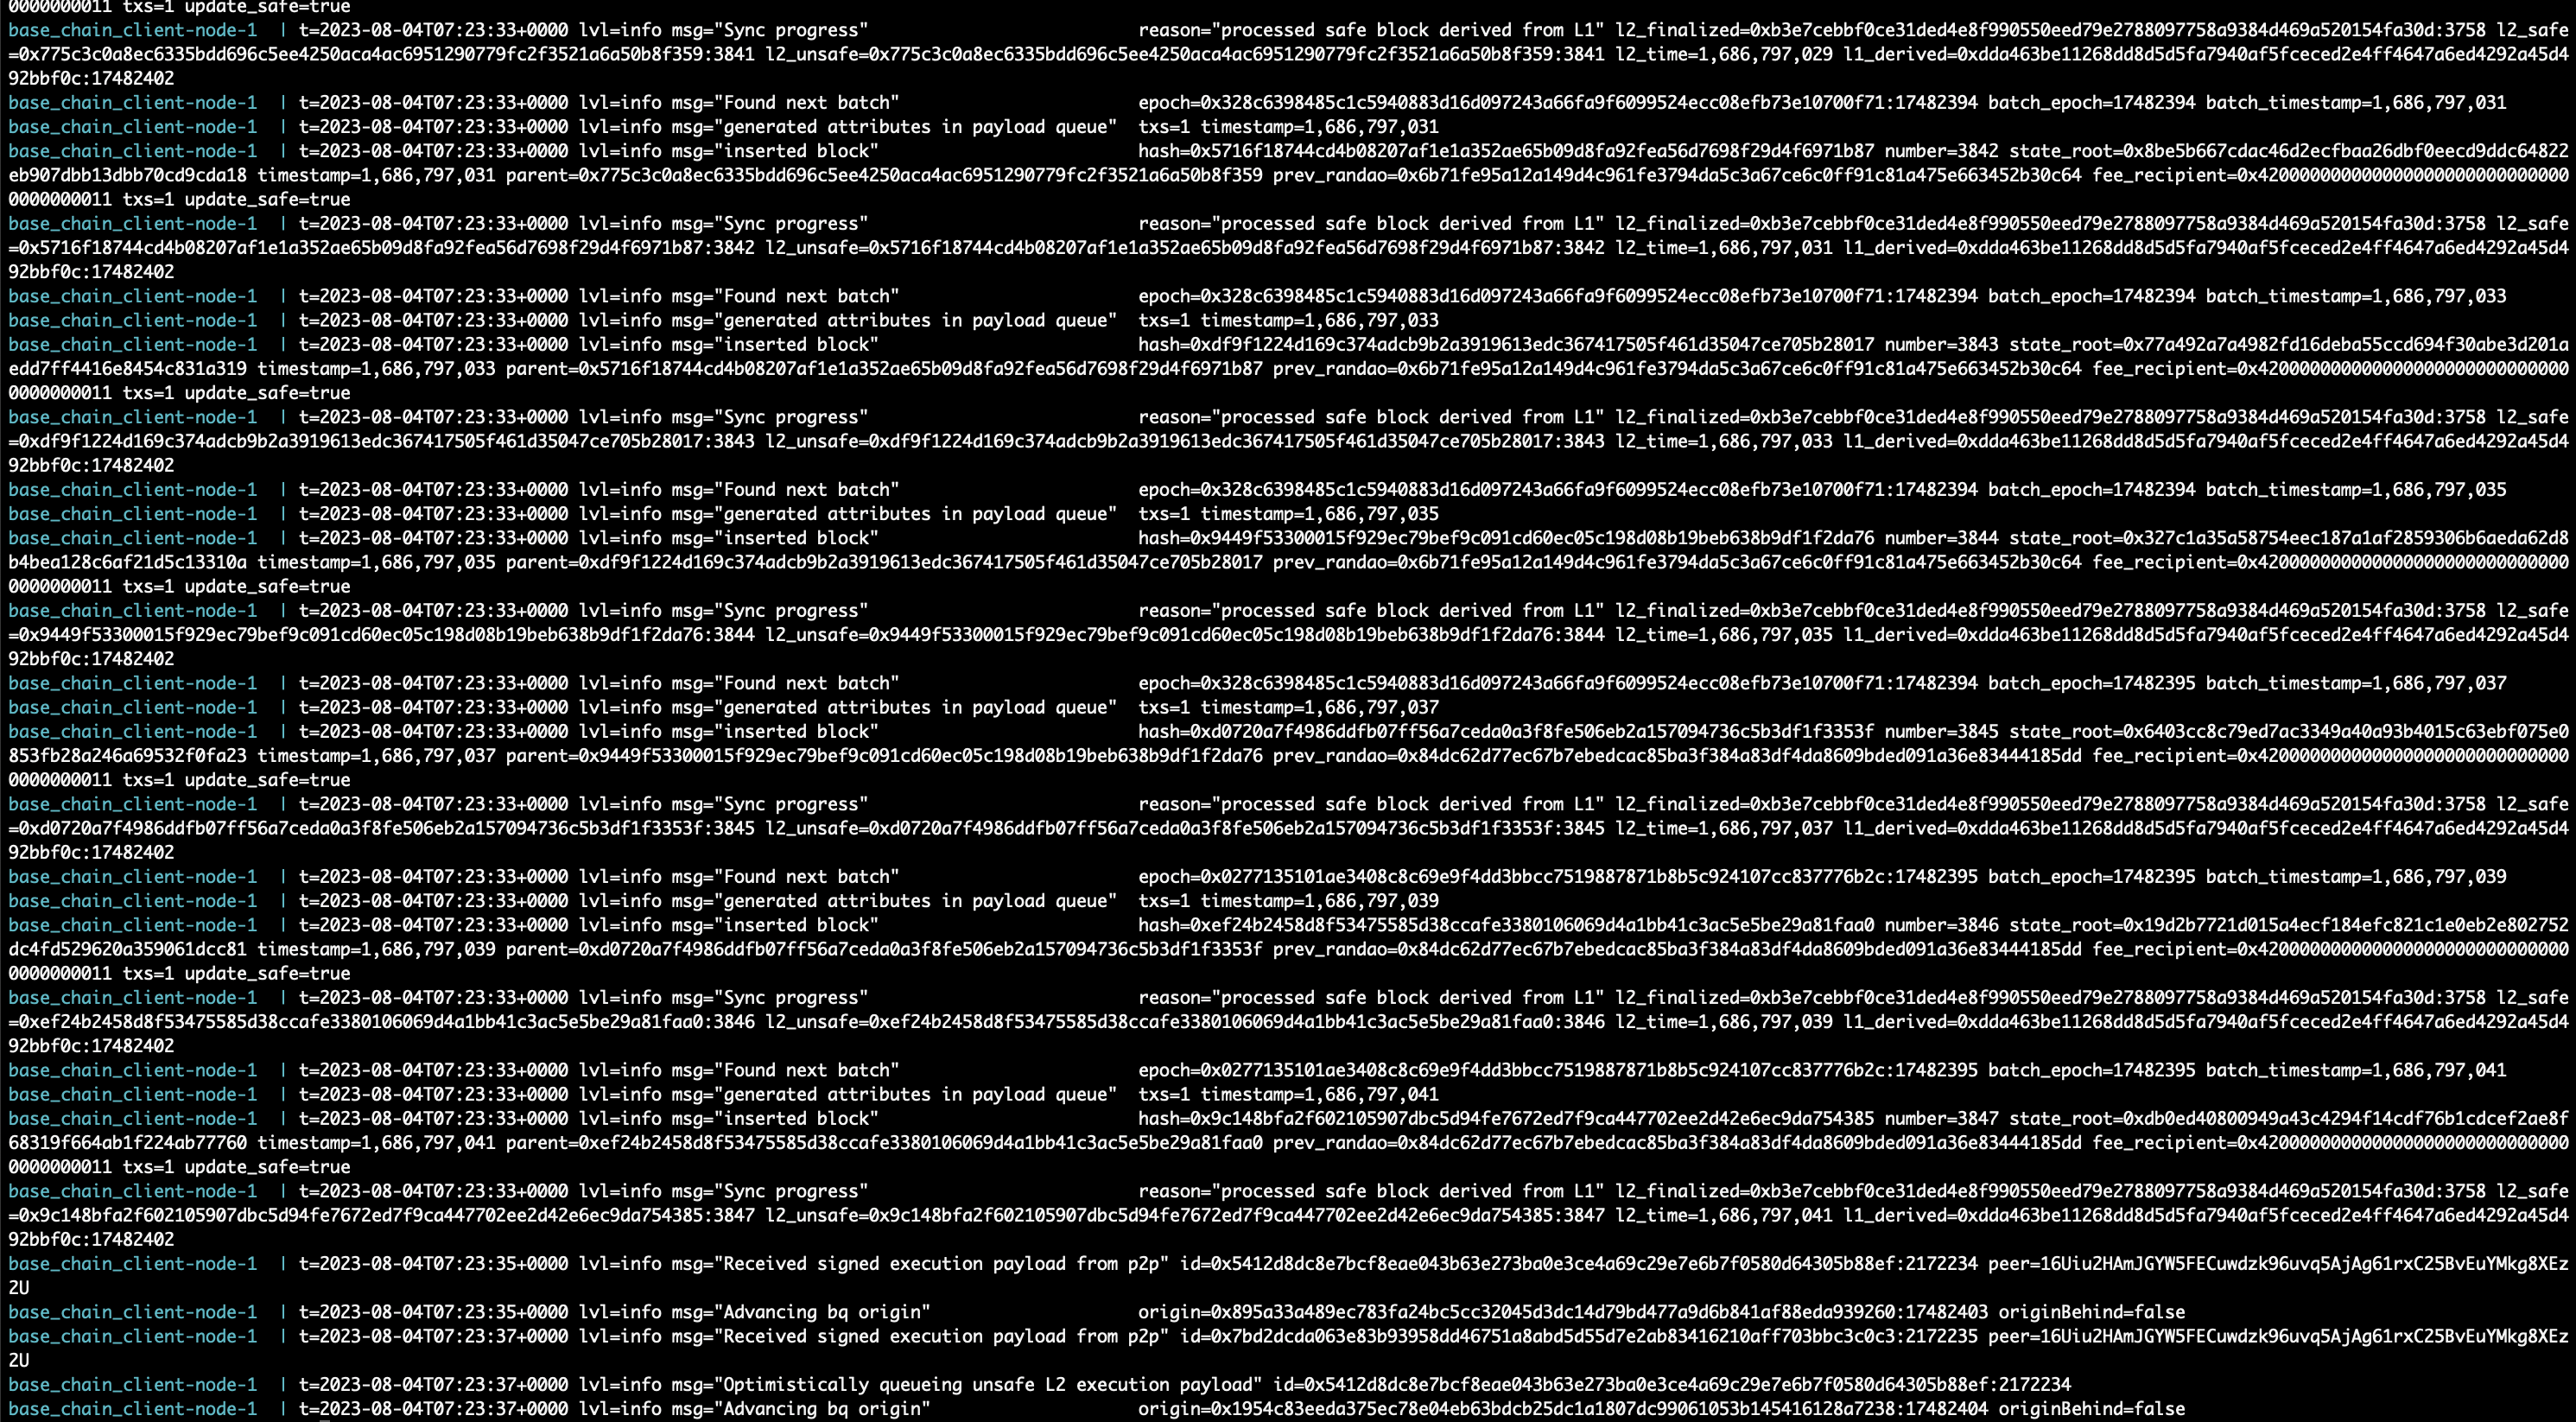 0000000011 txs=1 update_safe=true
base_chain_client-node-1  | t=2023-08-04T07:23:33+0000 lvl=info msg="Sync progress" reason="processed safe block derived from L1" l2_finalized=0xb3e7cebbf0ce31ded4e8f990550eed79e2788097758a9384d469a520154fa30d:3758 l2_safe
=0x775c3c0a8ec6335bdd696c5ee4250aca4ac6951290779fc2f3521a6a50b8f359:3841 l2_unsafe=0x775c3c0a8ec6335bdd696c5ee4250aca4ac6951290779fc2f3521a6a50b8f359:3841 l2_time=1,686,797,029 l1_derived=0xdda463be11268dd8d5d5fa7940af5fceced2e4ff4647a6ed4292a45d4
92bbf0c:17482402
base_chain_client-node-1  | t=2023-08-04T07:23:33+0000 lvl=info msg="Found next batch" epoch=0x328c6398485c1c5940883d16d097243a66fa9f6099524ecc08efb73e10700f71:17482394 batch_epoch=17482394 batch_timestamp=1,686,797,031
base_chain_client-node-1  | t=2023-08-04T07:23:33+0000 lvl=info msg="generated attributes in payload queue" txs=1 timestamp=1,686,797,031
base_chain_client-node-1  | t=2023-08-04T07:23:33+0000 lvl=info msg="inserted block" hash=0x5716f18744cd4b08207af1e1a352ae65b09d8fa92fea56d7698f29d4f6971b87 number=3842 state_root=0x8be5b667cdac46d2ecfbaa26dbf0eecd9ddc64822
eb907dbb13dbb70cd9cda18 timestamp=1,686,797,031 parent=0x775c3c0a8ec6335bdd696c5ee4250aca4ac6951290779fc2f3521a6a50b8f359 prev_randao=0x6b71fe95a12a149d4c961fe3794da5c3a67ce6c0ff91c81a475e663452b30c64 fee_recipient=0x420000000000000000000000000000
0000000011 txs=1 update_safe=true
base_chain_client-node-1  | t=2023-08-04T07:23:33+0000 lvl=info msg="Sync progress" reason="processed safe block derived from L1" l2_finalized=0xb3e7cebbf0ce31ded4e8f990550eed79e2788097758a9384d469a520154fa30d:3758 l2_safe
=0x5716f18744cd4b08207af1e1a352ae65b09d8fa92fea56d7698f29d4f6971b87:3842 l2_unsafe=0x5716f18744cd4b08207af1e1a352ae65b09d8fa92fea56d7698f29d4f6971b87:3842 l2_time=1,686,797,031 l1_derived=0xdda463be11268dd8d5d5fa7940af5fceced2e4ff4647a6ed4292a45d4
92bbf0c:17482402
base_chain_client-node-1  | t=2023-08-04T07:23:33+0000 lvl=info msg="Found next batch" epoch=0x328c6398485c1c5940883d16d097243a66fa9f6099524ecc08efb73e10700f71:17482394 batch_epoch=17482394 batch_timestamp=1,686,797,033
base_chain_client-node-1  | t=2023-08-04T07:23:33+0000 lvl=info msg="generated attributes in payload queue" txs=1 timestamp=1,686,797,033
base_chain_client-node-1  | t=2023-08-04T07:23:33+0000 lvl=info msg="inserted block" hash=0xdf9f1224d169c374adcb9b2a3919613edc367417505f461d35047ce705b28017 number=3843 state_root=0x77a492a7a4982fd16deba55ccd694f30abe3d201a
edd7ff4416e8454c831a319 timestamp=1,686,797,033 parent=0x5716f18744cd4b08207af1e1a352ae65b09d8fa92fea56d7698f29d4f6971b87 prev_randao=0x6b71fe95a12a149d4c961fe3794da5c3a67ce6c0ff91c81a475e663452b30c64 fee_recipient=0x420000000000000000000000000000
0000000011 txs=1 update_safe=true
base_chain_client-node-1  | t=2023-08-04T07:23:33+0000 lvl=info msg="Sync progress" reason="processed safe block derived from L1" l2_finalized=0xb3e7cebbf0ce31ded4e8f990550eed79e2788097758a9384d469a520154fa30d:3758 l2_safe
=0xdf9f1224d169c374adcb9b2a3919613edc367417505f461d35047ce705b28017:3843 l2_unsafe=0xdf9f1224d169c374adcb9b2a3919613edc367417505f461d35047ce705b28017:3843 l2_time=1,686,797,033 l1_derived=0xdda463be11268dd8d5d5fa7940af5fceced2e4ff4647a6ed4292a45d4
92bbf0c:17482402
base_chain_client-node-1  | t=2023-08-04T07:23:33+0000 lvl=info msg="Found next batch" epoch=0x328c6398485c1c5940883d16d097243a66fa9f6099524ecc08efb73e10700f71:17482394 batch_epoch=17482394 batch_timestamp=1,686,797,035
base_chain_client-node-1  | t=2023-08-04T07:23:33+0000 lvl=info msg="generated attributes in payload queue" txs=1 timestamp=1,686,797,035
base_chain_client-node-1  | t=2023-08-04T07:23:33+0000 lvl=info msg="inserted block" hash=0x9449f53300015f929ec79bef9c091cd60ec05c198d08b19beb638b9df1f2da76 number=3844 state_root=0x327c1a35a58754eec187a1af2859306b6aeda62d8
b4bea128c6af21d5c13310a timestamp=1,686,797,035 parent=0xdf9f1224d169c374adcb9b2a3919613edc367417505f461d35047ce705b28017 prev_randao=0x6b71fe95a12a149d4c961fe3794da5c3a67ce6c0ff91c81a475e663452b30c64 fee_recipient=0x420000000000000000000000000000
0000000011 txs=1 update_safe=true
base_chain_client-node-1  | t=2023-08-04T07:23:33+0000 lvl=info msg="Sync progress" reason="processed safe block derived from L1" l2_finalized=0xb3e7cebbf0ce31ded4e8f990550eed79e2788097758a9384d469a520154fa30d:3758 l2_safe
=0x9449f53300015f929ec79bef9c091cd60ec05c198d08b19beb638b9df1f2da76:3844 l2_unsafe=0x9449f53300015f929ec79bef9c091cd60ec05c198d08b19beb638b9df1f2da76:3844 l2_time=1,686,797,035 l1_derived=0xdda463be11268dd8d5d5fa7940af5fceced2e4ff4647a6ed4292a45d4
92bbf0c:17482402
base_chain_client-node-1  | t=2023-08-04T07:23:33+0000 lvl=info msg="Found next batch" epoch=0x328c6398485c1c5940883d16d097243a66fa9f6099524ecc08efb73e10700f71:17482394 batch_epoch=17482395 batch_timestamp=1,686,797,037
base_chain_client-node-1  | t=2023-08-04T07:23:33+0000 lvl=info msg="generated attributes in payload queue" txs=1 timestamp=1,686,797,037
base_chain_client-node-1  | t=2023-08-04T07:23:33+0000 lvl=info msg="inserted block" hash=0xd0720a7f4986ddfb07ff56a7ceda0a3f8fe506eb2a157094736c5b3df1f3353f number=3845 state_root=0x6403cc8c79ed7ac3349a40a93b4015c63ebf075e0
853fb28a246a69532f0fa23 timestamp=1,686,797,037 parent=0x9449f53300015f929ec79bef9c091cd60ec05c198d08b19beb638b9df1f2da76 prev_randao=0x84dc62d77ec67b7ebedcac85ba3f384a83df4da8609bded091a36e83444185dd fee_recipient=0x420000000000000000000000000000
0000000011 txs=1 update_safe=true
base_chain_client-node-1  | t=2023-08-04T07:23:33+0000 lvl=info msg="Sync progress" reason="processed safe block derived from L1" l2_finalized=0xb3e7cebbf0ce31ded4e8f990550eed79e2788097758a9384d469a520154fa30d:3758 l2_safe
=0xd0720a7f4986ddfb07ff56a7ceda0a3f8fe506eb2a157094736c5b3df1f3353f:3845 l2_unsafe=0xd0720a7f4986ddfb07ff56a7ceda0a3f8fe506eb2a157094736c5b3df1f3353f:3845 l2_time=1,686,797,037 l1_derived=0xdda463be11268dd8d5d5fa7940af5fceced2e4ff4647a6ed4292a45d4
92bbf0c:17482402
base_chain_client-node-1  | t=2023-08-04T07:23:33+0000 lvl=info msg="Found next batch" epoch=0x0277135101ae3408c8c69e9f4dd3bbcc7519887871b8b5c924107cc837776b2c:17482395 batch_epoch=17482395 batch_timestamp=1,686,797,039
base_chain_client-node-1  | t=2023-08-04T07:23:33+0000 lvl=info msg="generated attributes in payload queue" txs=1 timestamp=1,686,797,039
base_chain_client-node-1  | t=2023-08-04T07:23:33+0000 lvl=info msg="inserted block" hash=0xef24b2458d8f53475585d38ccafe3380106069d4a1bb41c3ac5e5be29a81faa0 number=3846 state_root=0x19d2b7721d015a4ecf184efc821c1e0eb2e802752
dc4fd529620a359061dcc81 timestamp=1,686,797,039 parent=0xd0720a7f4986ddfb07ff56a7ceda0a3f8fe506eb2a157094736c5b3df1f3353f prev_randao=0x84dc62d77ec67b7ebedcac85ba3f384a83df4da8609bded091a36e83444185dd fee_recipient=0x420000000000000000000000000000
0000000011 txs=1 update_safe=true
base_chain_client-node-1  | t=2023-08-04T07:23:33+0000 lvl=info msg="Sync progress" reason="processed safe block derived from L1" l2_finalized=0xb3e7cebbf0ce31ded4e8f990550eed79e2788097758a9384d469a520154fa30d:3758 l2_safe
=0xef24b2458d8f53475585d38ccafe3380106069d4a1bb41c3ac5e5be29a81faa0:3846 l2_unsafe=0xef24b2458d8f53475585d38ccafe3380106069d4a1bb41c3ac5e5be29a81faa0:3846 l2_time=1,686,797,039 l1_derived=0xdda463be11268dd8d5d5fa7940af5fceced2e4ff4647a6ed4292a45d4
92bbf0c:17482402
base_chain_client-node-1  | t=2023-08-04T07:23:33+0000 lvl=info msg="Found next batch" epoch=0x0277135101ae3408c8c69e9f4dd3bbcc7519887871b8b5c924107cc837776b2c:17482395 batch_epoch=17482395 batch_timestamp=1,686,797,041
base_chain_client-node-1  | t=2023-08-04T07:23:33+0000 lvl=info msg="generated attributes in payload queue" txs=1 timestamp=1,686,797,041
base_chain_client-node-1  | t=2023-08-04T07:23:33+0000 lvl=info msg="inserted block" hash=0x9c148bfa2f602105907dbc5d94fe7672ed7f9ca447702ee2d42e6ec9da754385 number=3847 state_root=0xdb0ed40800949a43c4294f14cdf76b1cdcef2ae8f
68319f664ab1f224ab77760 timestamp=1,686,797,041 parent=0xef24b2458d8f53475585d38ccafe3380106069d4a1bb41c3ac5e5be29a81faa0 prev_randao=0x84dc62d77ec67b7ebedcac85ba3f384a83df4da8609bded091a36e83444185dd fee_recipient=0x420000000000000000000000000000
0000000011 txs=1 update_safe=true
base_chain_client-node-1  | t=2023-08-04T07:23:33+0000 lvl=info msg="Sync progress" reason="processed safe block derived from L1" l2_finalized=0xb3e7cebbf0ce31ded4e8f990550eed79e2788097758a9384d469a520154fa30d:3758 l2_safe
=0x9c148bfa2f602105907dbc5d94fe7672ed7f9ca447702ee2d42e6ec9da754385:3847 l2_unsafe=0x9c148bfa2f602105907dbc5d94fe7672ed7f9ca447702ee2d42e6ec9da754385:3847 l2_time=1,686,797,041 l1_derived=0xdda463be11268dd8d5d5fa7940af5fceced2e4ff4647a6ed4292a45d4
92bbf0c:17482402
base_chain_client-node-1  | t=2023-08-04T07:23:35+0000 lvl=info msg="Received signed execution payload from p2p" id=0x5412d8dc8e7bcf8eae043b63e273ba0e3ce4a69c29e7e6b7f0580d64305b88ef:2172234 peer=16Uiu2HAmJGYW5FECuwdzk96uvq5AjAg61rxC25BvEuYMkg8XEz
2U
base_chain_client-node-1  | t=2023-08-04T07:23:35+0000 lvl=info msg="Advancing bq origin" origin=0x895a33a489ec783fa24bc5cc32045d3dc14d79bd477a9d6b841af88eda939260:17482403 originBehind=false
base_chain_client-node-1  | t=2023-08-04T07:23:37+0000 lvl=info msg="Received signed execution payload from p2p" id=0x7bd2dcda063e83b93958dd46751a8abd5d55d7e2ab83416210aff703bbc3c0c3:2172235 peer=16Uiu2HAmJGYW5FECuwdzk96uvq5AjAg61rxC25BvEuYMkg8XEz
2U
base_chain_client-node-1  | t=2023-08-04T07:23:37+0000 lvl=info msg="Optimistically queueing unsafe L2 execution payload" id=0x5412d8dc8e7bcf8eae043b63e273ba0e3ce4a69c29e7e6b7f0580d64305b88ef:2172234
base_chain_client-node-1  | t=2023-08-04T07:23:37+0000 lvl=info msg="Advancing bq origin" origin=0x1954c83eeda375ec78e04eb63bdcb25dc1a1807dc99061053b145416128a7238:17482404 originBehind=false